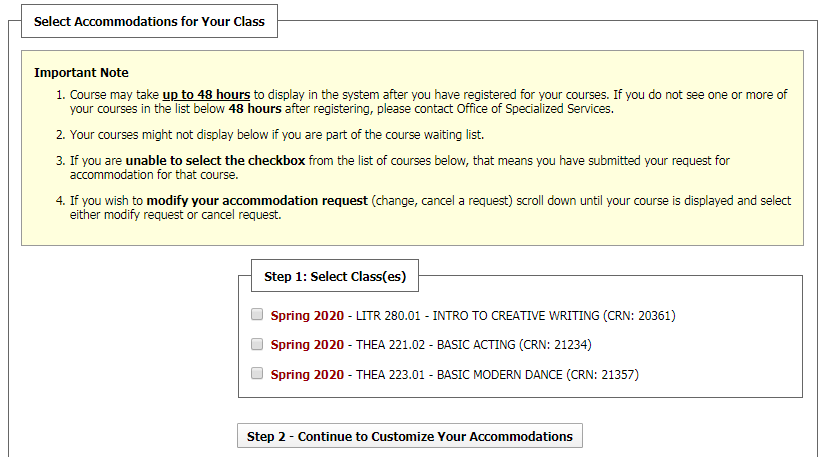 Select Accommodations for Your Class
Important Note
1. Course may take up to 48 hours to display in the system after you have registered for your courses. If you do not see one or more of
your courses in the list below 48 hours after registering, please contact Office of Specialized Services.
2. Your courses might not display below if you are part of the course waiting list.
3. If you are unable to select the checkbox from the list of courses below, that means you have submitted your request for
accommodation for that course.
4. If you wish to modify your accommodation request (change, cancel a request) scroll down until your course is displayed and select
either modify request or cancel request.
Step 1: Select Class(es)
Spring 2020 - LITR 280.01 - INTRO TO CREATIVE WRITING (CRN: 20361)
Spring 2020 - THEA 221.02 - BASIC ACTING (CRN: 21234)
Spring 2020 - THEA 223.01 - BASIC MODERN DANCE (CRN: 21357)
Step 2 - Continue to Customize Your Accommodations